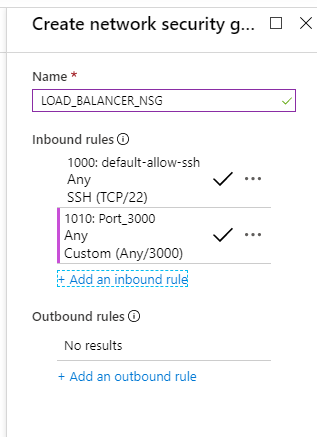 Create network security g...
Name *
LOAD_BALANCER_NSG
Inbound rules
1000: default-allow-ssh
Any
SSH (TCP/22)
1010: Port_3000
Any
Custom (Any/3000)
+ Add an inbound rule
Outbound rules
No results
+ Add an outbound rule